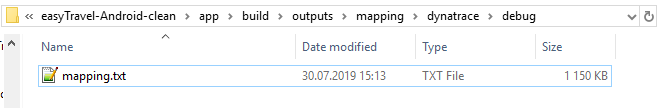 « easyTravel-Android-clean › app › build › outputs › mapping › dynatrace › debug
Name Date modified Type Size
mapping.txt 30.07.2019 15:13 TXT File 1 150 KB